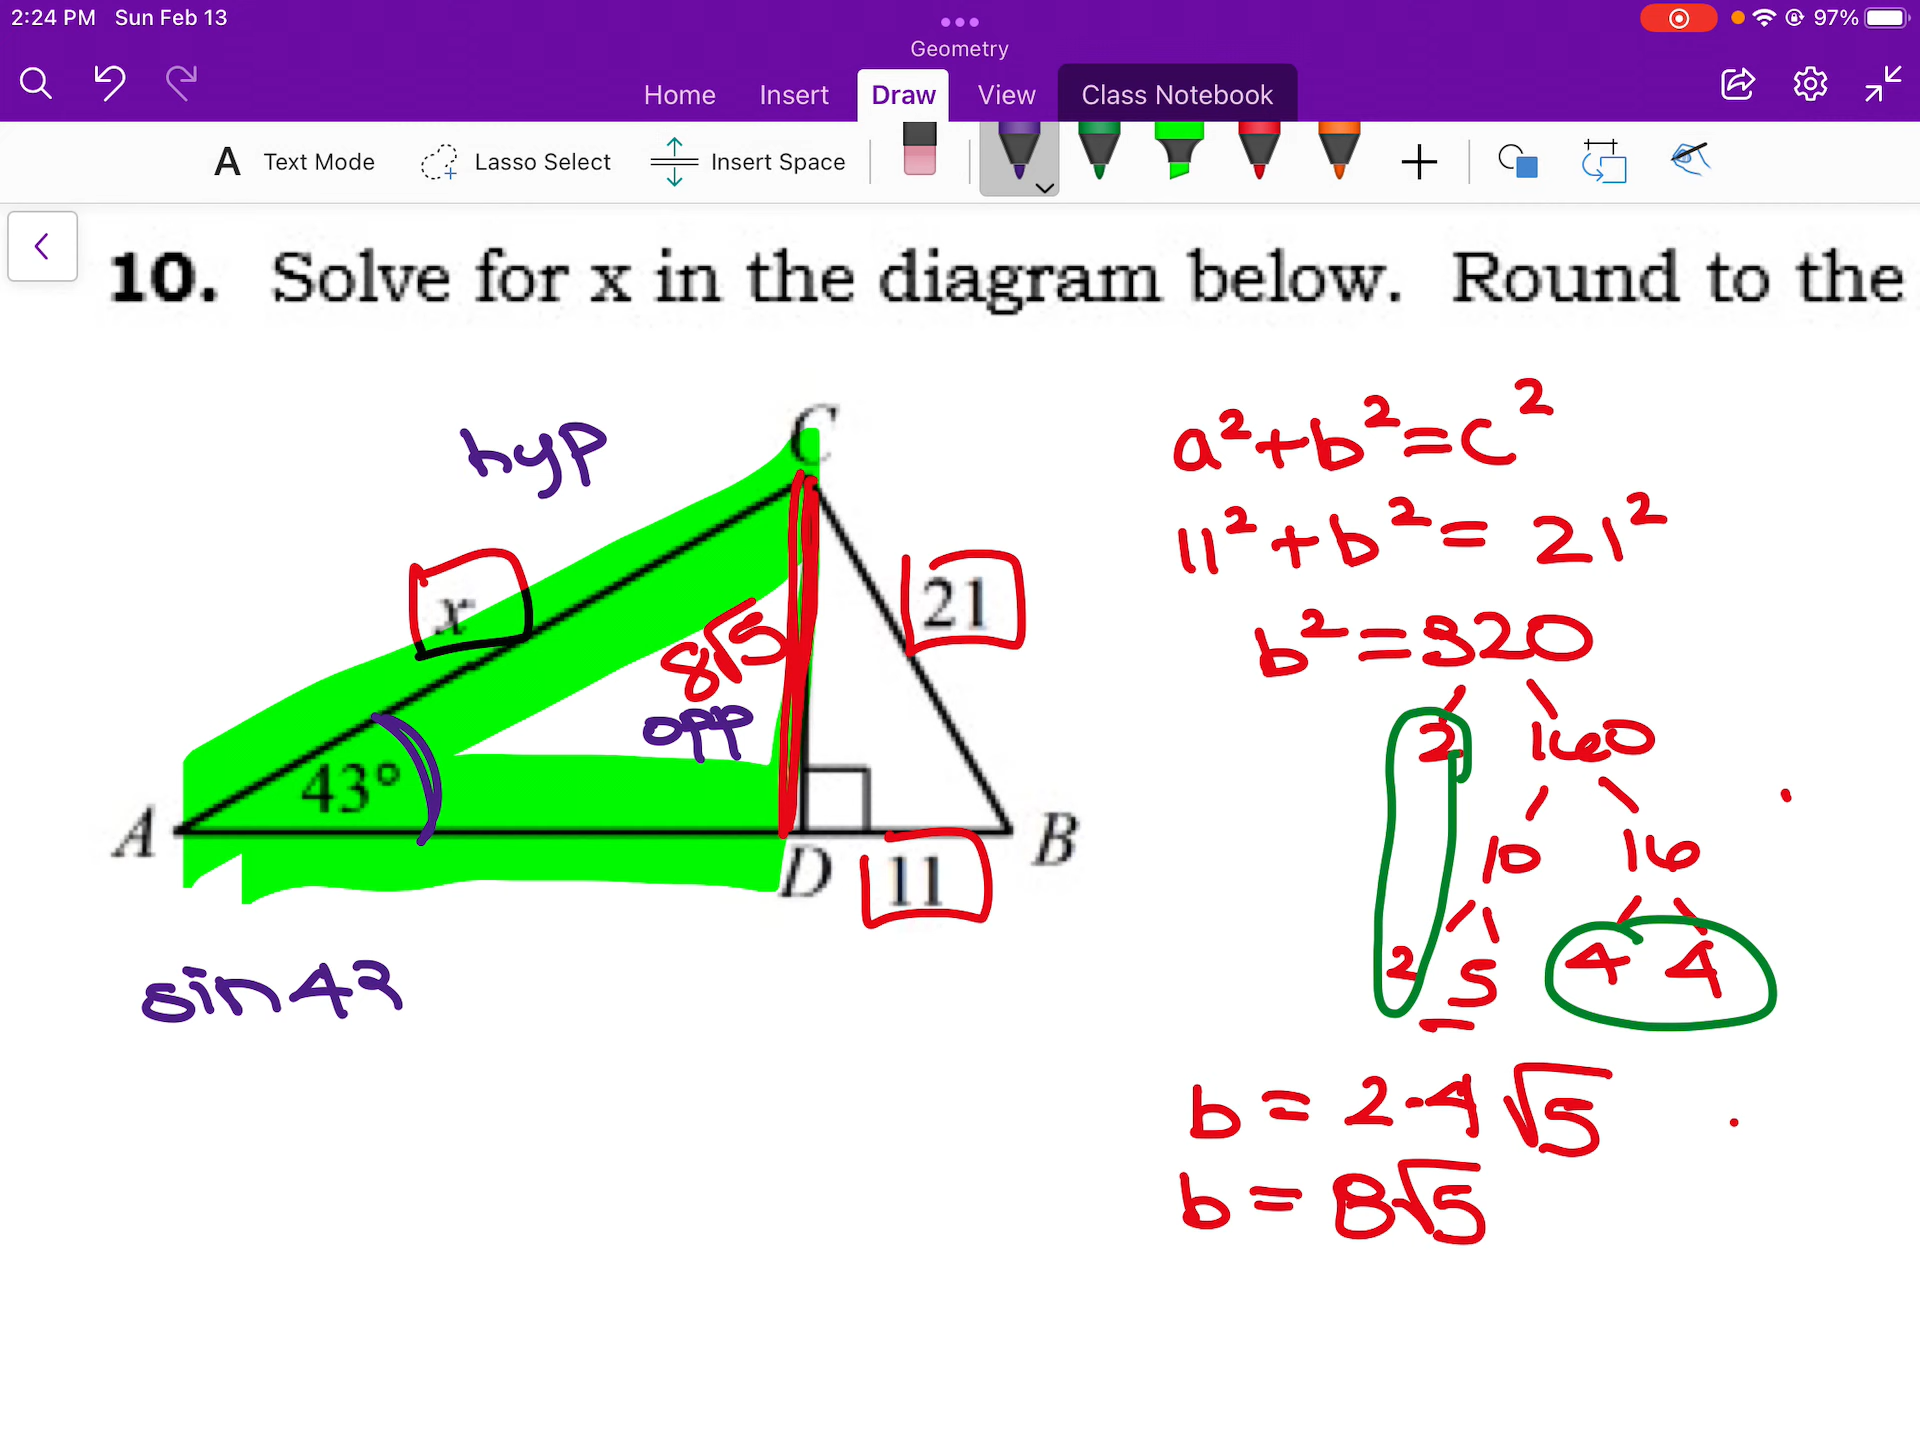 2:24 PM Sun Feb 13
97%
Geometry
Home Insert Draw View Class Notebook
A Text Mode Lasso Select Insert Space
10. Solve for x in the diagram below. Round to the
hyp
C
x
21
8√5
opp
43°
A
D
11
B
sin 43
a²+b²=c²
11²+b²=21²
b²=320
2 160
10 16
2 5 4 4
b = 2·4√5
b = 8√5